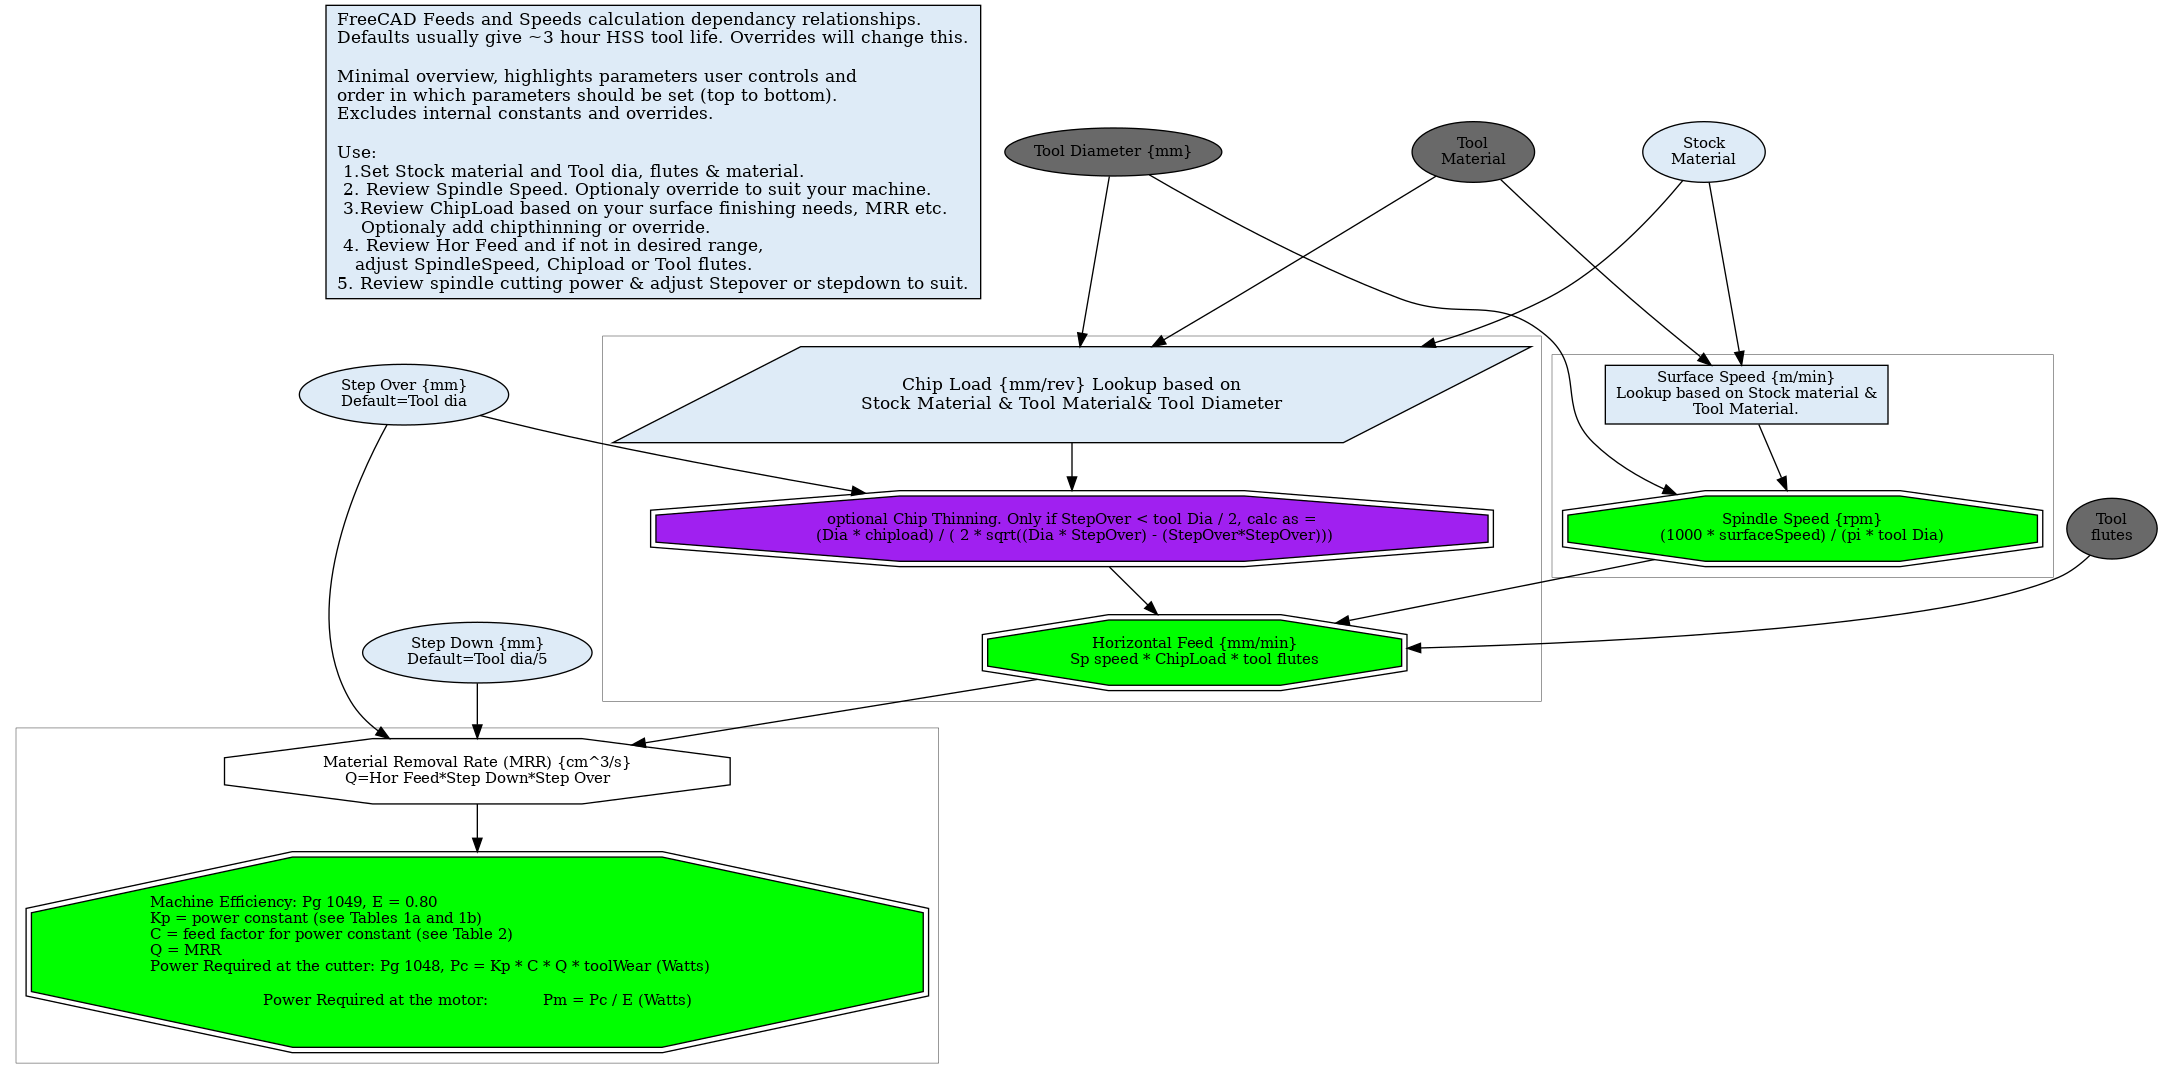 FreeCAD Feeds and Speeds calculation dependancy relationships.
Defaults usually give ~3 hour HSS tool life. Overrides will change this.
Minimal overview, highlights parameters user controls and
order in which parameters should be set (top to bottom).
Excludes internal constants and overrides.
Use:
1.Set Stock material and Tool dia, flutes & material.
2. Review Spindle Speed. Optionaly override to suit your machine.
3.Review ChipLoad based on your surface finishing needs, MRR etc.
Optionaly add chipthinning or override.
4. Review Hor Feed and if not in desired range,
adjust SpindleSpeed, Chipload or Tool flutes.
5. Review spindle cutting power & adjust Stepover or stepdown to suit.
Tool Diameter {mm}
Tool
Material
Stock
Material
Step Over {mm}
Default=Tool dia
Chip Load {mm/rev} Lookup based on
Stock Material & Tool Material& Tool Diameter
Surface Speed {m/min}
Lookup based on Stock material &
Tool Material.
optional Chip Thinning. Only if StepOver < tool Dia / 2, calc as =
(Dia * chipload) / ( 2 * sqrt((Dia * StepOver) - (StepOver*StepOver)))
Spindle Speed {rpm}
(1000 * surfaceSpeed) / (pi * tool Dia)
Tool
flutes
Step Down {mm}
Default=Tool dia/5
Horizontal Feed {mm/min}
Sp speed * ChipLoad * tool flutes
Material Removal Rate (MRR) {cm^3/s}
Q=Hor Feed*Step Down*Step Over
Machine Efficiency: Pg 1049, E = 0.80
Kp = power constant (see Tables 1a and 1b)
C = feed factor for power constant (see Table 2)
Q = MRR
Power Required at the cutter: Pg 1048, Pc = Kp * C * Q * toolWear (Watts)
Power Required at the motor: Pm = Pc / E (Watts)